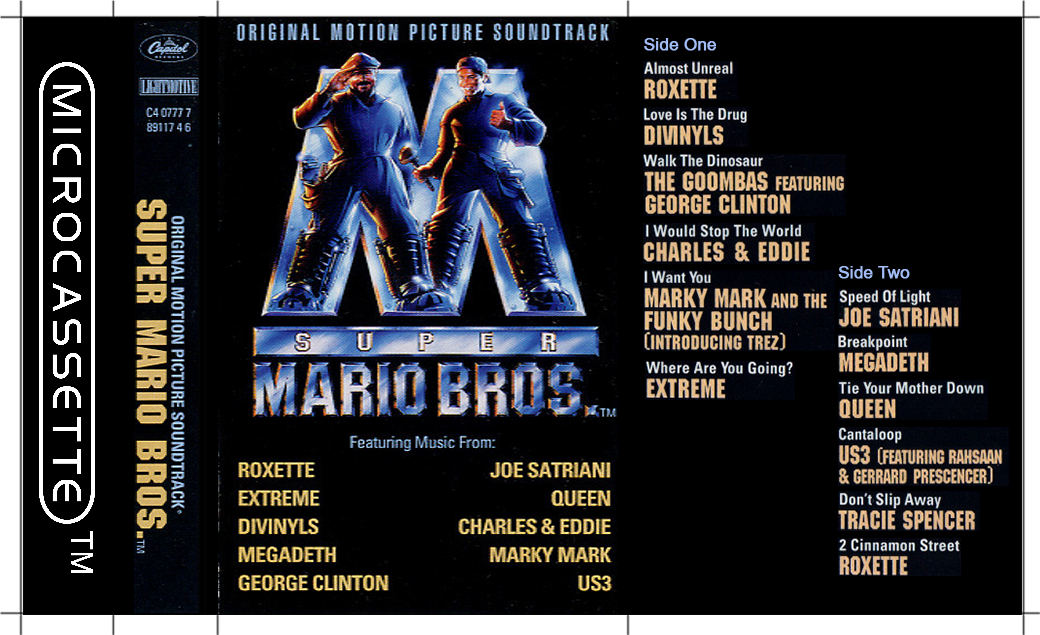 MICROCASSETTE™
Capitol
RECORDS
LIGHTMOTIVE
C4 0777 7
89117 4 6
ORIGINAL MOTION PICTURE SOUNDTRACK
SUPER MARIO BROS.™
ORIGINAL MOTION PICTURE SOUNDTRACK
SUPER
MARIO BROS.™
Featuring Music From:
ROXETTE
EXTREME
DIVINYLS
MEGADETH
GEORGE CLINTON
JOE SATRIANI
QUEEN
CHARLES & EDDIE
MARKY MARK
US3
Side One
Almost Unreal
ROXETTE
Love Is The Drug
DIVINYLS
Walk The Dinosaur
THE GOOMBAS FEATURING
GEORGE CLINTON
I Would Stop The World
CHARLES & EDDIE
I Want You
MARKY MARK AND THE
FUNKY BUNCH
(INTRODUCING TREZ)
Where Are You Going?
EXTREME
Side Two
Speed Of Light
JOE SATRIANI
Breakpoint
MEGADETH
Tie Your Mother Down
QUEEN
Cantaloop
US3 (FEATURING RAHSAAN
& GERRARD PRESCENCER)
Don't Slip Away
TRACIE SPENCER
2 Cinnamon Street
ROXETTE